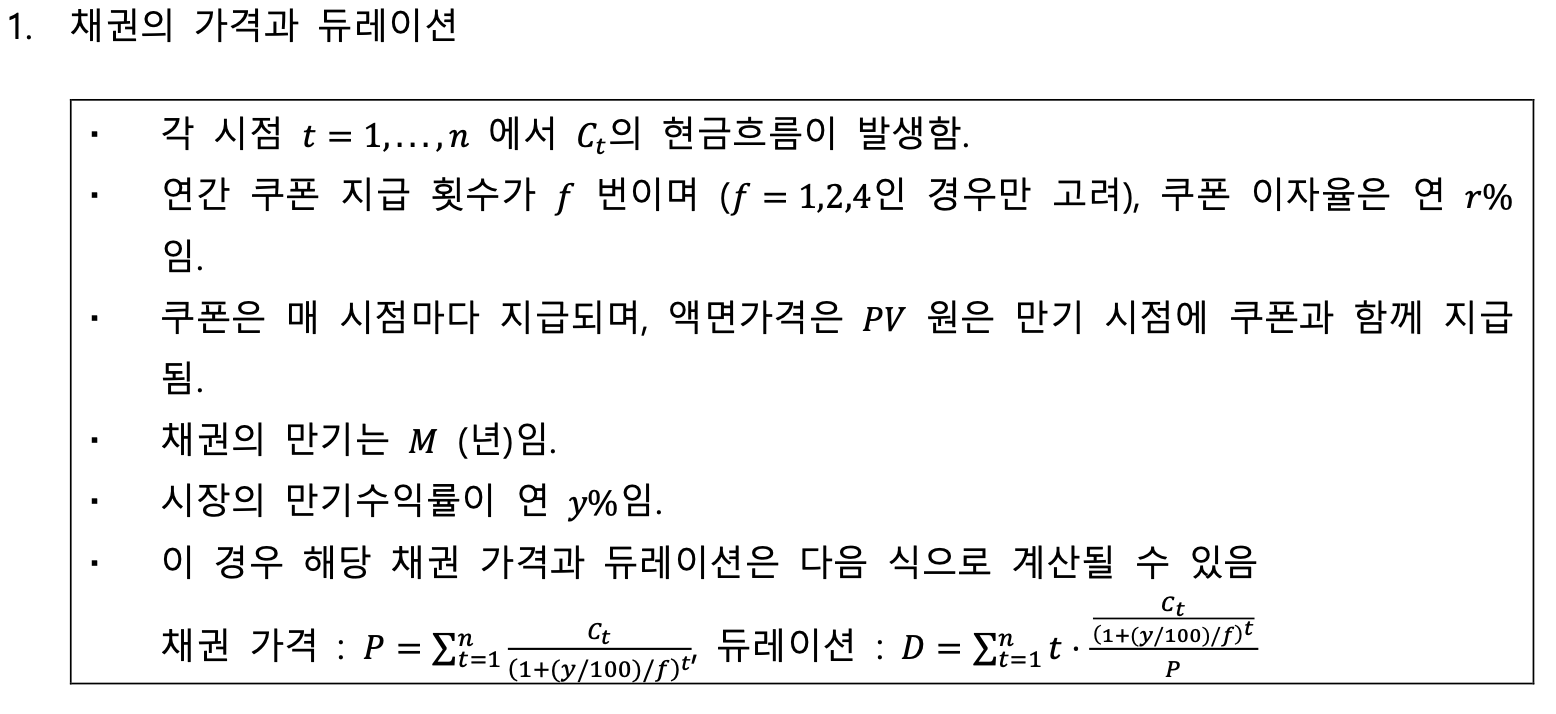 1. 채권의 가격과 듀레이션
▪ 각 시점 t = 1,…,n 에서 C_t의 현금흐름이 발생함.
▪ 연간 쿠폰 지급 횟수가 f 번이며 (f = 1,2,4인 경우만 고려), 쿠폰 이자율은 연 r%
임.
▪ 쿠폰은 매 시점마다 지급되며, 액면가격은 PV 원은 만기 시점에 쿠폰과 함께 지급
됨.
▪ 채권의 만기는 M (년)임.
▪ 시장의 만기수익률이 연 y%임.
▪ 이 경우 해당 채권 가격과 듀레이션은 다음 식으로 계산될 수 있음
채권 가격 : P = ∑_{t=1}^{n} \frac{C_t}{(1+(y/100)/f)^t}, 듀레이션 : D = ∑_{t=1}^{n} t · \frac{\frac{C_t}{(1+(y/100)/f)^t}}{P}